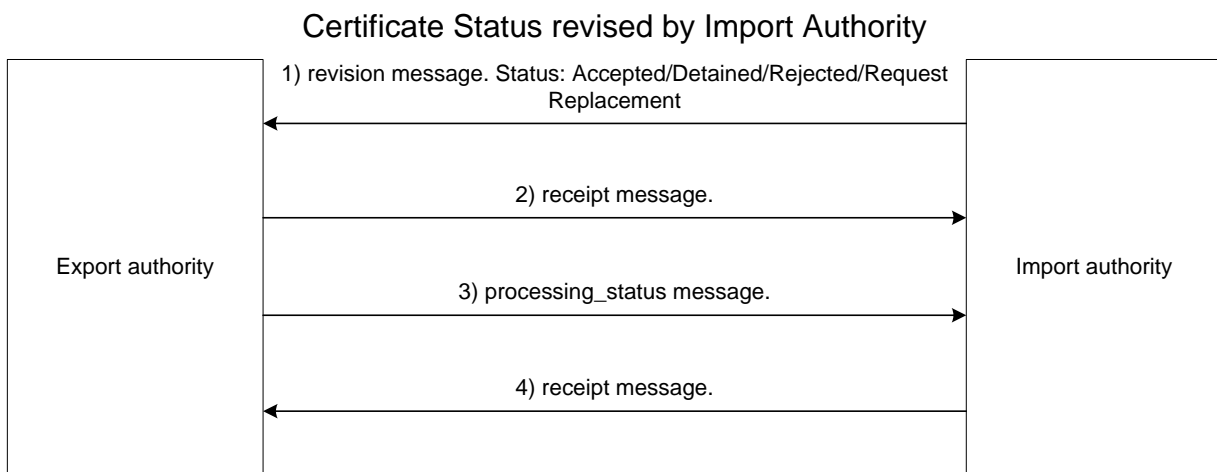 Certificate Status revised by Import Authority
1) revision message. Status: Accepted/Detained/Rejected/Request
Replacement
2) receipt message.
Export authority
Import authority
3) processing_status message.
4) receipt message.